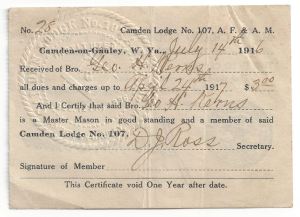 No. 28 Camden Lodge No. 107, A. F. & A. M.
Camden-on-Gauley, W. Va., July 14th 1916
Received of Bro. Geo. H. Kerns,
all dues and charges up to 24th 1917 $3.00
And I Certify that said Bro. Geo H Kerns
is a Master Mason in good standing and a member of said
Camden Lodge No. 107.
D J Ross
Secretary.
Signature of Member
This Certificate void One Year after date.